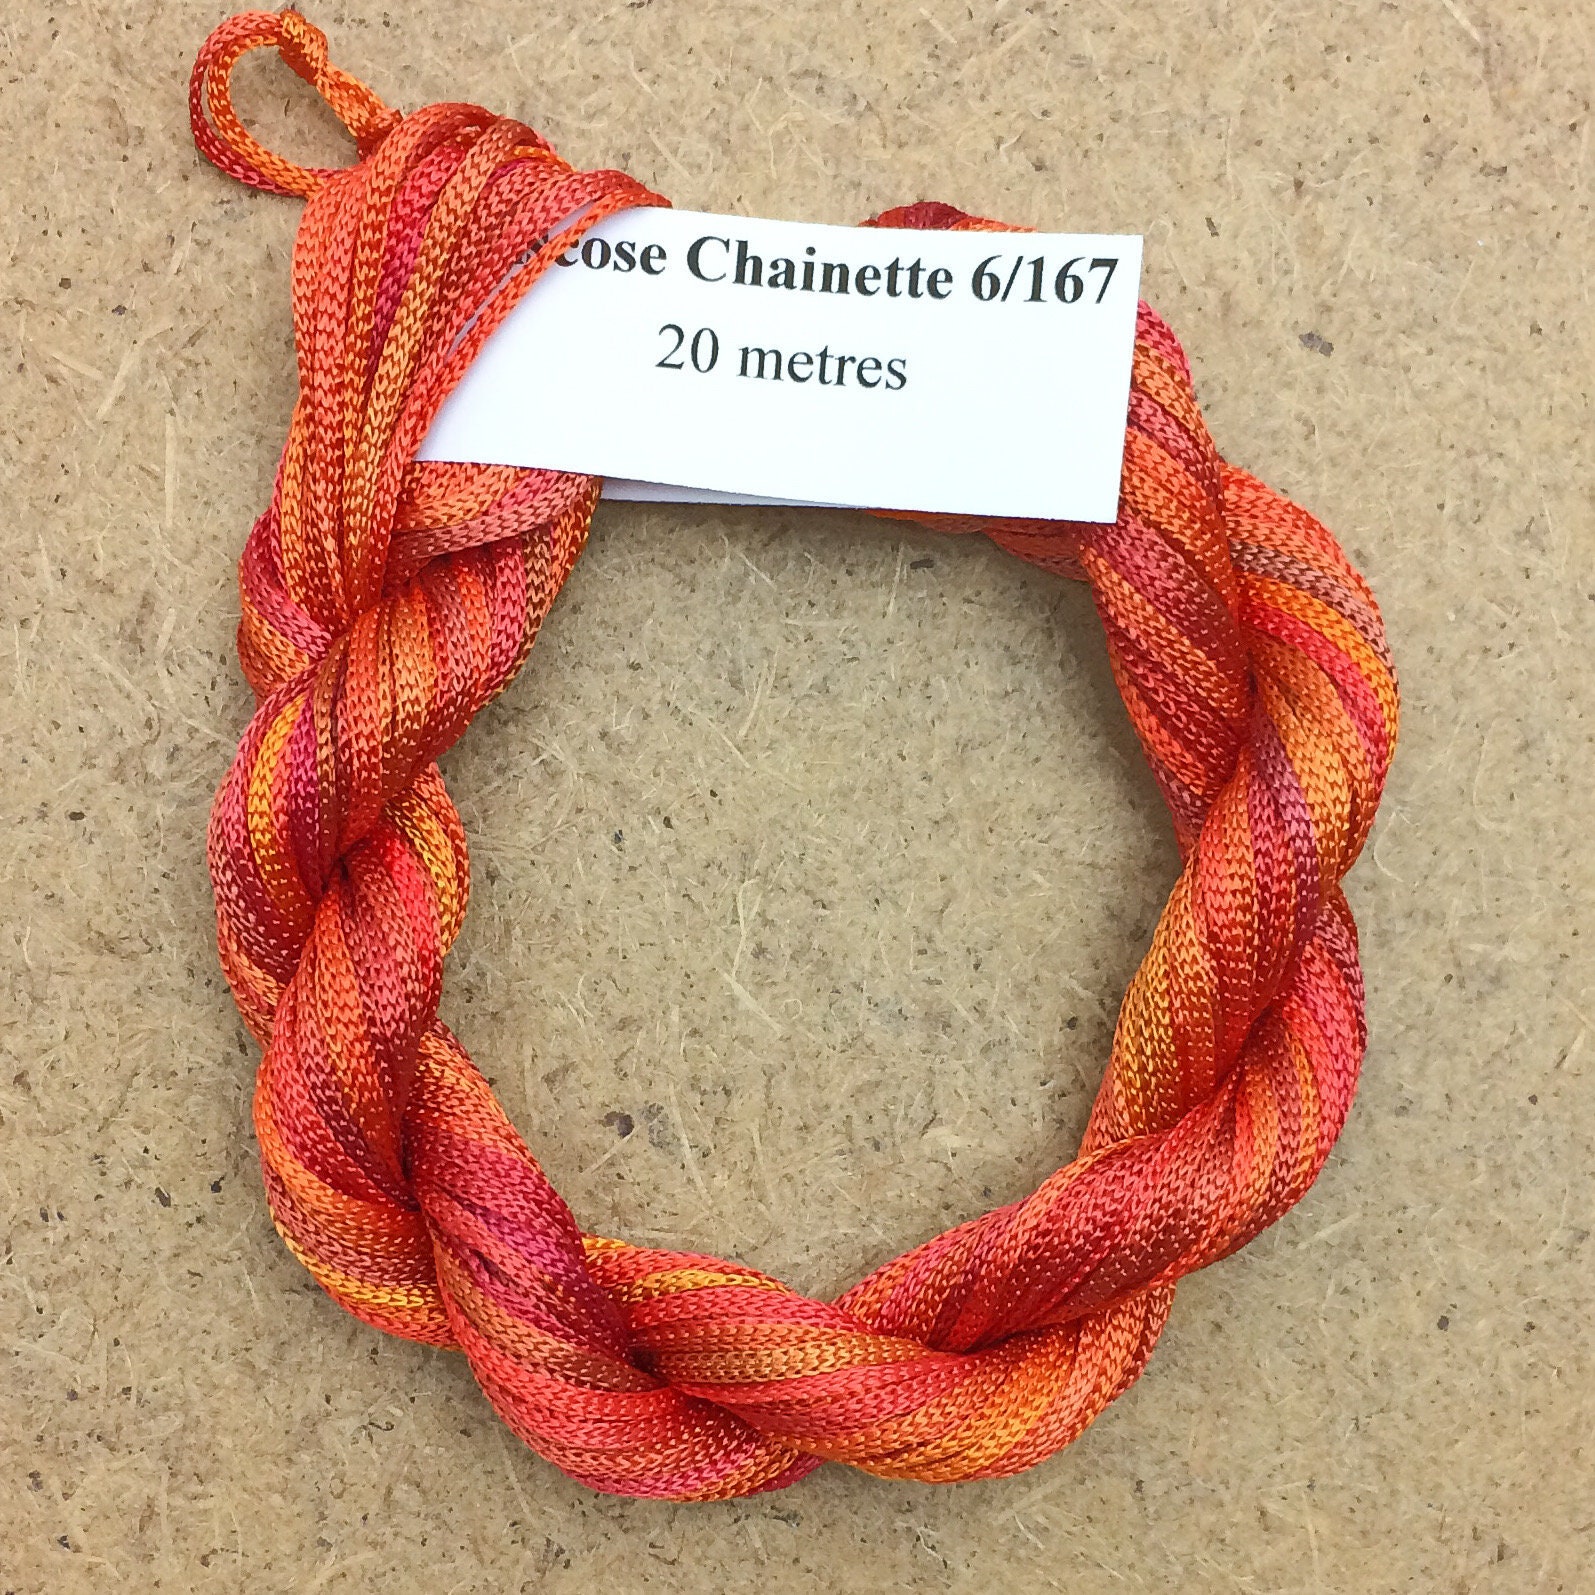 cose Chainette 6/167
20 metres